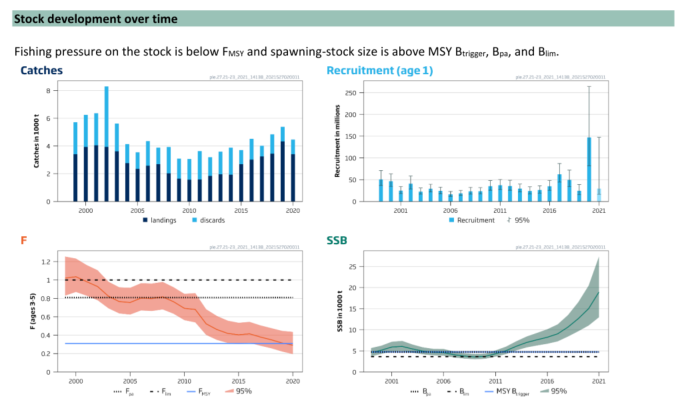 Stock development over time
Fishing pressure on the stock is below FMSY and spawning-stock size is above MSY Btrigger, Bpa, and Blim.
Catches
Catches in 1000 t
8
6
4
2
0
2000 2005 2010 2015 2020
landings discards
Recruitment (age 1)
Recruitment in millions
250
200
150
100
50
0
2001 2006 2011 2016 2021
Recruitment 95%
F
F (ages 3-5)
1.2
1
0.8
0.6
0.4
0.2
0
2000 2005 2010 2015 2020
Fpa Flim FMSY 95%
SSB
SSB in 1000 t
25
20
15
10
5
0
2001 2006 2011 2016 2021
Bpa Blim MSY Btrigger 95%